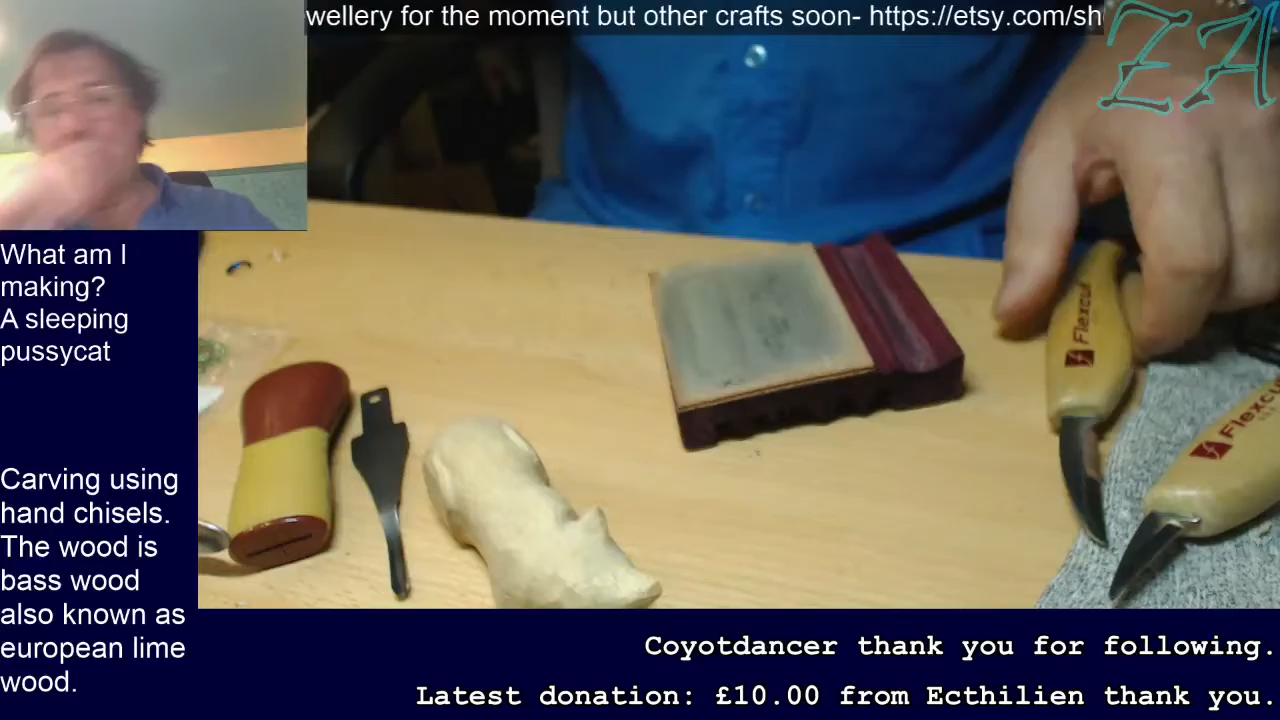 wellery for the moment but other crafts soon- https://etsy.com/sh
ZA
What am I
making?
A sleeping
pussycat
Flexcut
Flexcut
Carving using
hand chisels.
The wood is
bass wood
also known as
european lime
wood.
Coyotdancer thank you for following.
Latest donation: £10.00 from Ecthilien thank you.